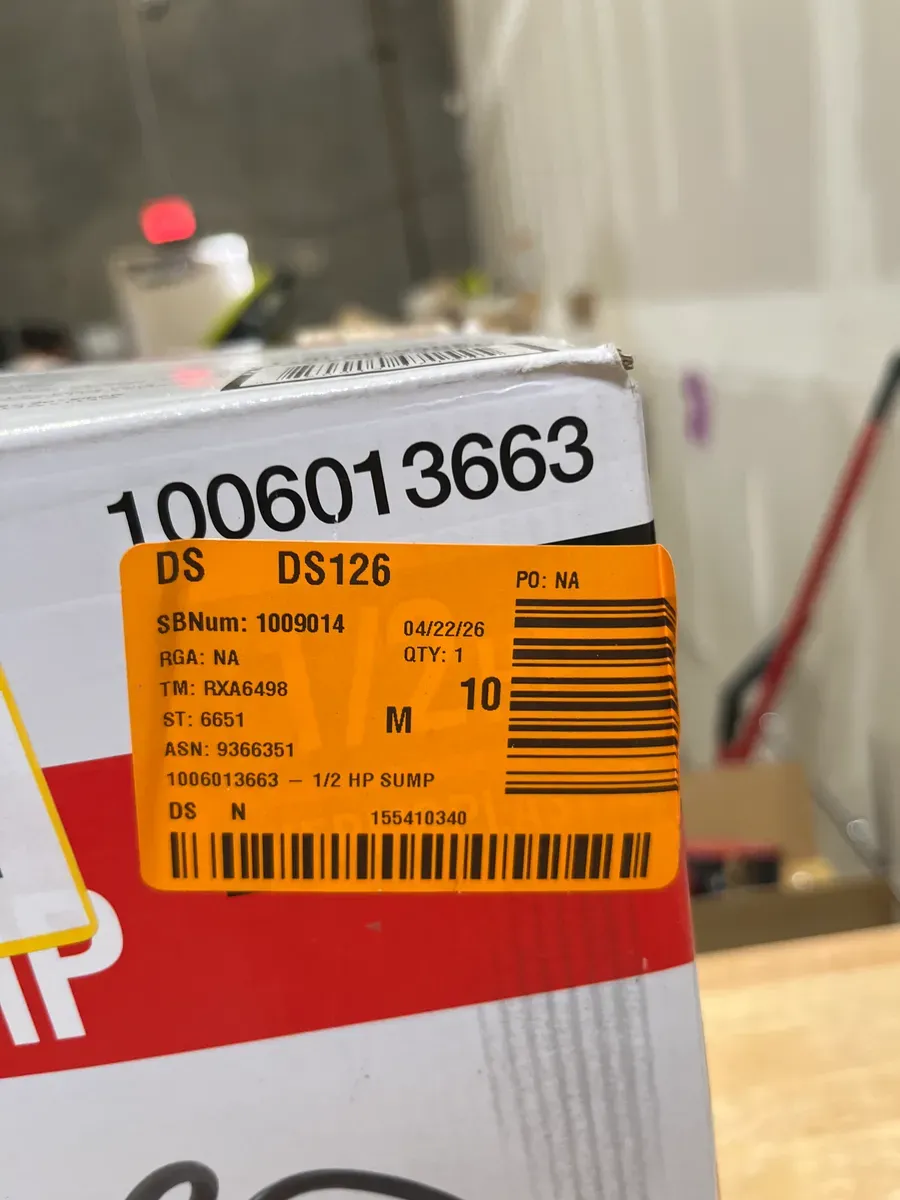 1006013663
DS DS126
PO: NA
SBNum: 1009014
04/22/26
RGA: NA
QTY: 1
TM: RXA6498
10
ST: 6651
M
ASN: 9366351
1006013663 – 1/2 HP SUMP
DS N
155410340